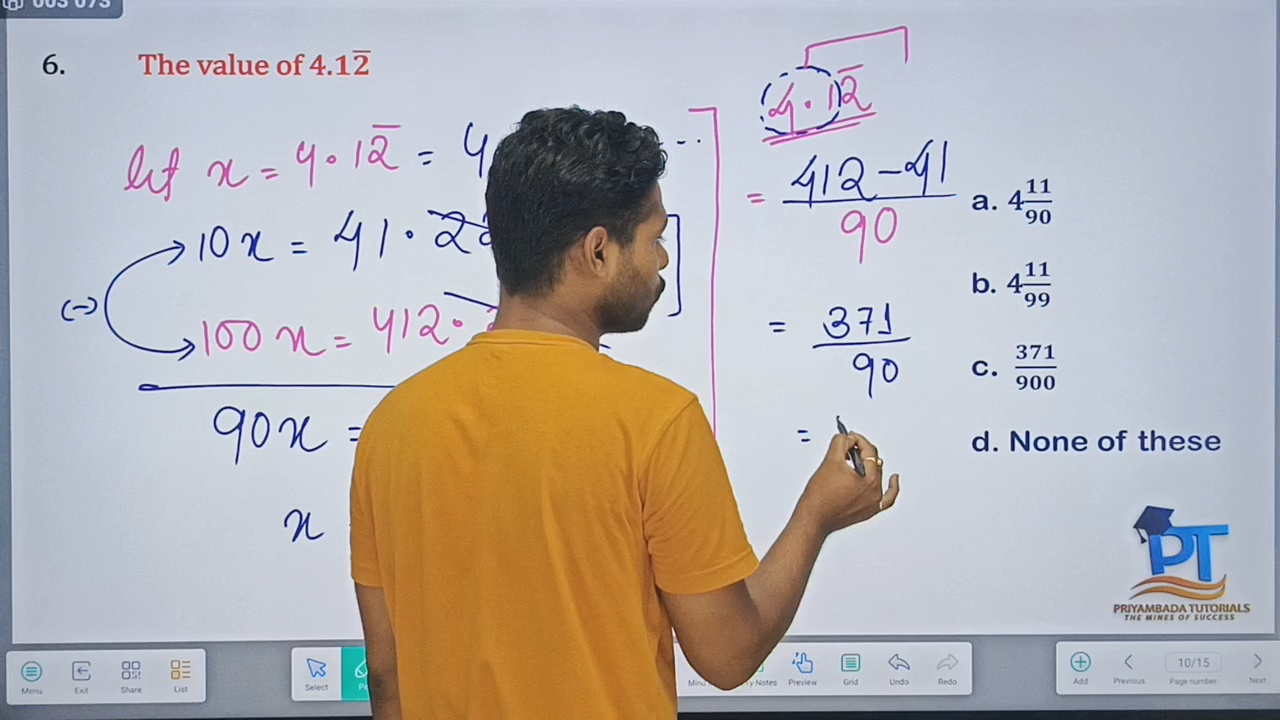 6. The value of 4.12̅
let x = 4.12̅ = 4
10x = 41.22
100x = 412.
(-)
90x =
x
4.12̅
= 412-41/90
= 371/90
=
a. 4 11/90
b. 4 11/99
c. 371/900
d. None of these
PT
PRIYAMBADA TUTORIALS
THE MINES OF SUCCESS
Menu Exit Share List Select Preview Grid Undo Redo Add Previous 10/15 Page number Next